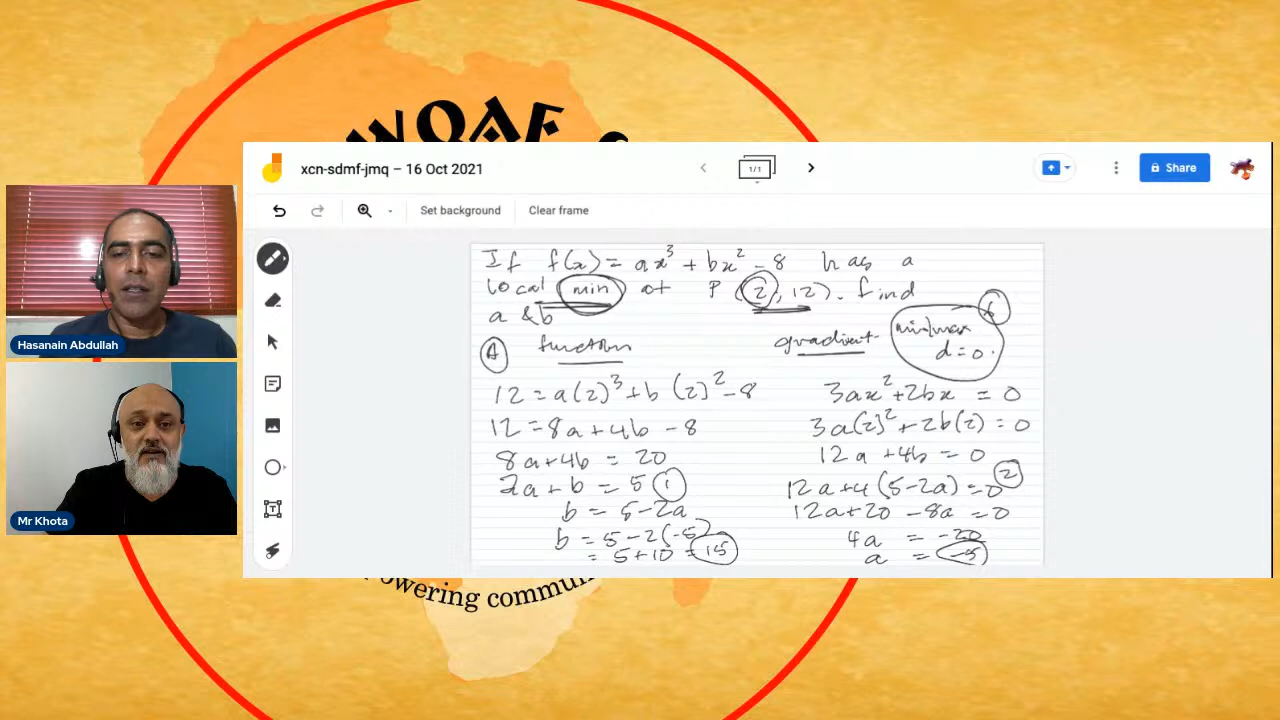 WQAF
xcn-sdmf-jmq – 16 Oct 2021
1/1
Share
Set background
Clear frame
If f(x) = ax³ + bx² - 8 has a
local min at P (2, 12). find
a & b
A function
gradient
min/max
d = 0.
12 = a(2)³ + b (2)² - 8
12 = 8a + 4b - 8
8a + 4b = 20
2a + b = 5 1
b = 5 - 2a
b = 5 - 2(-5)
= 5 + 10 = 15
3ax² + 2bx = 0
3a(2)² + 2b(2) = 0
12a + 4b = 0
2
12a + 4(5 - 2a) = 0
12a + 20 - 8a = 0
4a = -20
a = -5
Hasanain Abdullah
Mr Khota
powering commun